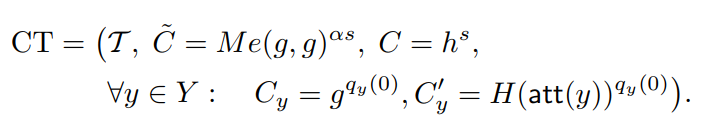 CT = (𝒯, C̃ = Me(g, g)^{αs}, C = h^s,
∀y ∈ Y : C_y = g^{q_y(0)}, C′_y = H(att(y))^{q_y(0)}).